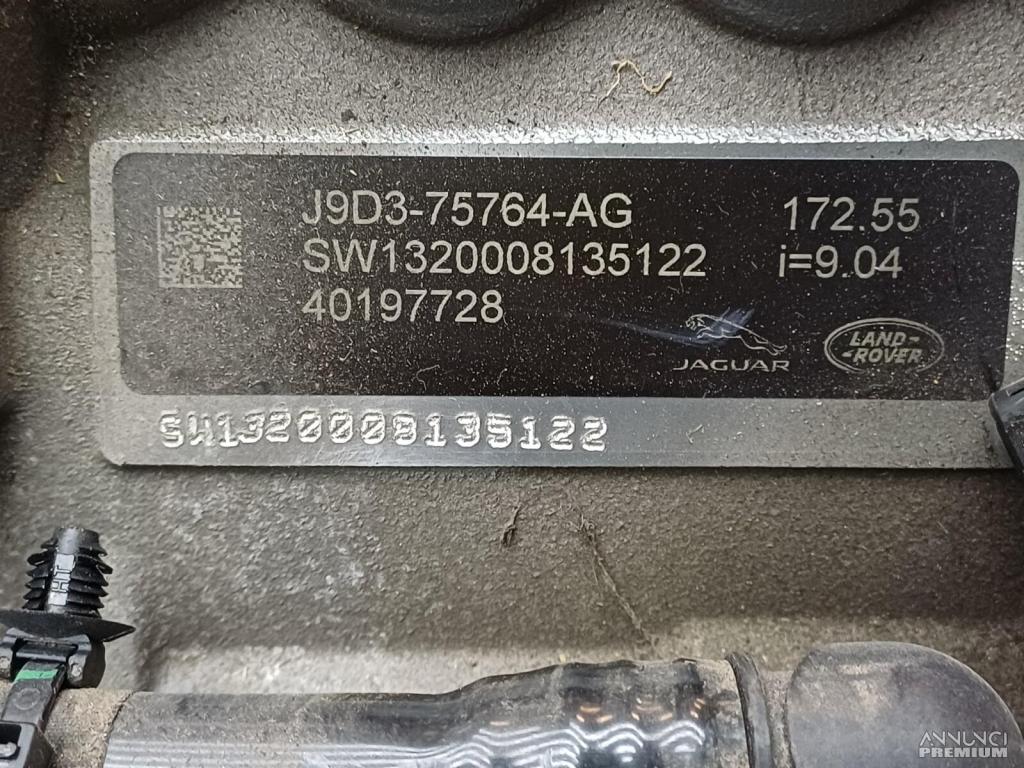 J9D3-75764-AG 172.55
SW1320008135122 i=9.04
40197728
JAGUAR
LAND-
-ROVER
SW1320008135122
ANNUNCI
PREMIUM